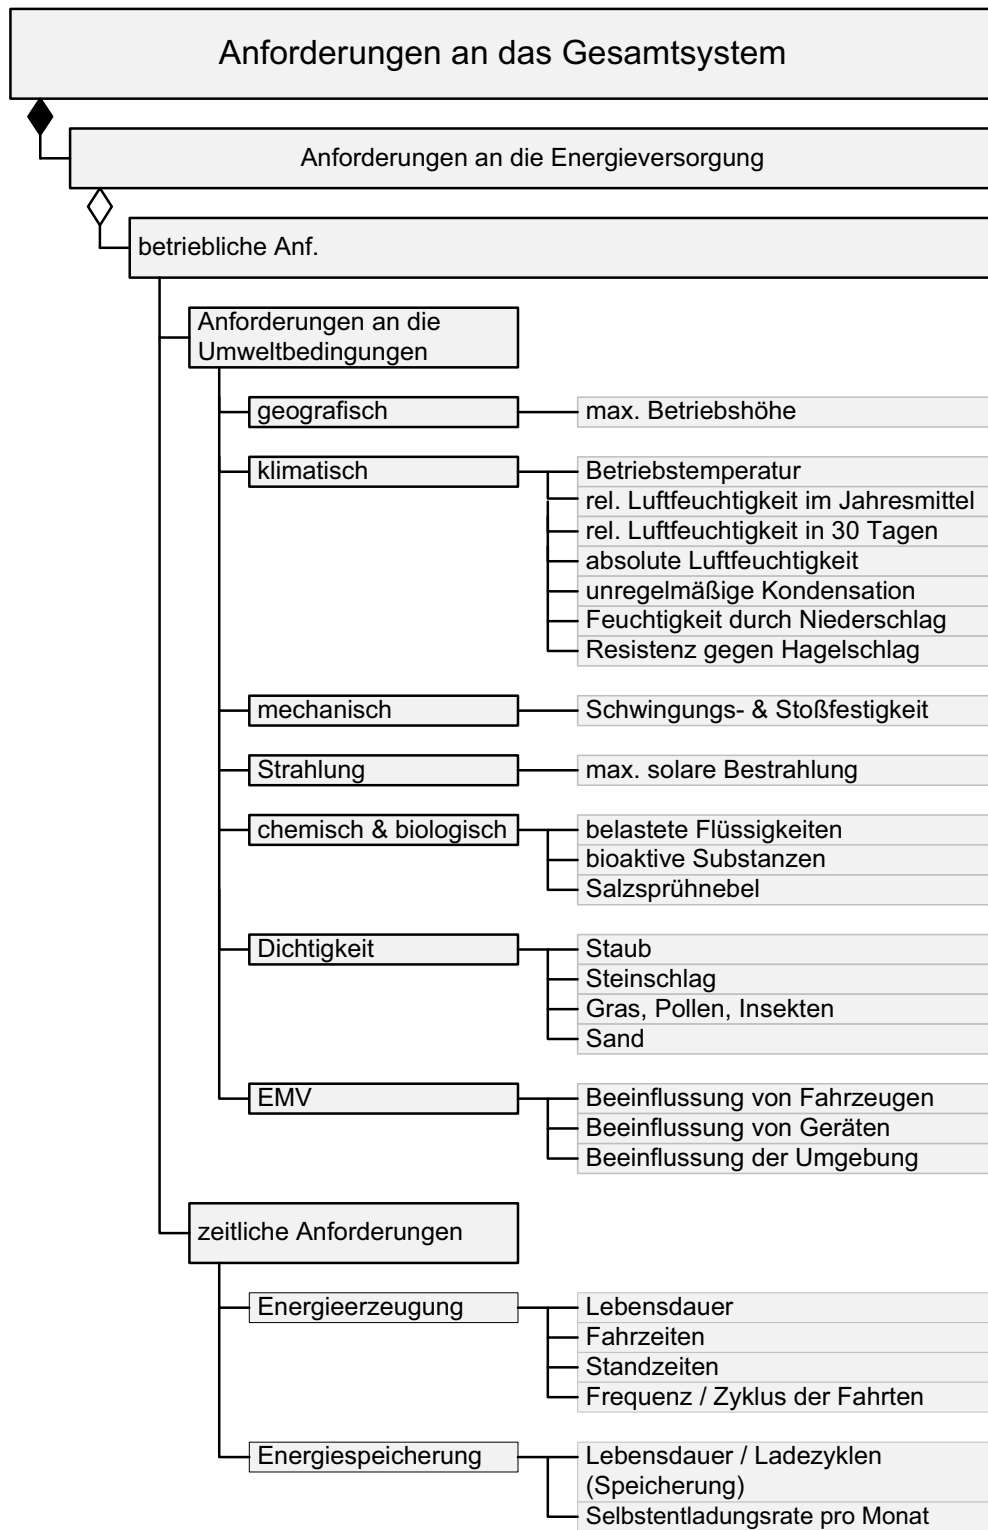 Anforderungen an das Gesamtsystem
Anforderungen an die Energieversorgung
betriebliche Anf.
Anforderungen an die
Umweltbedingungen
geografisch
max. Betriebshöhe
klimatisch
Betriebstemperatur
rel. Luftfeuchtigkeit im Jahresmittel
rel. Luftfeuchtigkeit in 30 Tagen
absolute Luftfeuchtigkeit
unregelmäßige Kondensation
Feuchtigkeit durch Niederschlag
Resistenz gegen Hagelschlag
mechanisch
Schwingungs- & Stoßfestigkeit
Strahlung
max. solare Bestrahlung
chemisch & biologisch
belastete Flüssigkeiten
bioaktive Substanzen
Salzsprühnebel
Dichtigkeit
Staub
Steinschlag
Gras, Pollen, Insekten
Sand
EMV
Beeinflussung von Fahrzeugen
Beeinflussung von Geräten
Beeinflussung der Umgebung
zeitliche Anforderungen
Energieerzeugung
Lebensdauer
Fahrzeiten
Standzeiten
Frequenz / Zyklus der Fahrten
Energiespeicherung
Lebensdauer / Ladezyklen
(Speicherung)
Selbstentladungsrate pro Monat